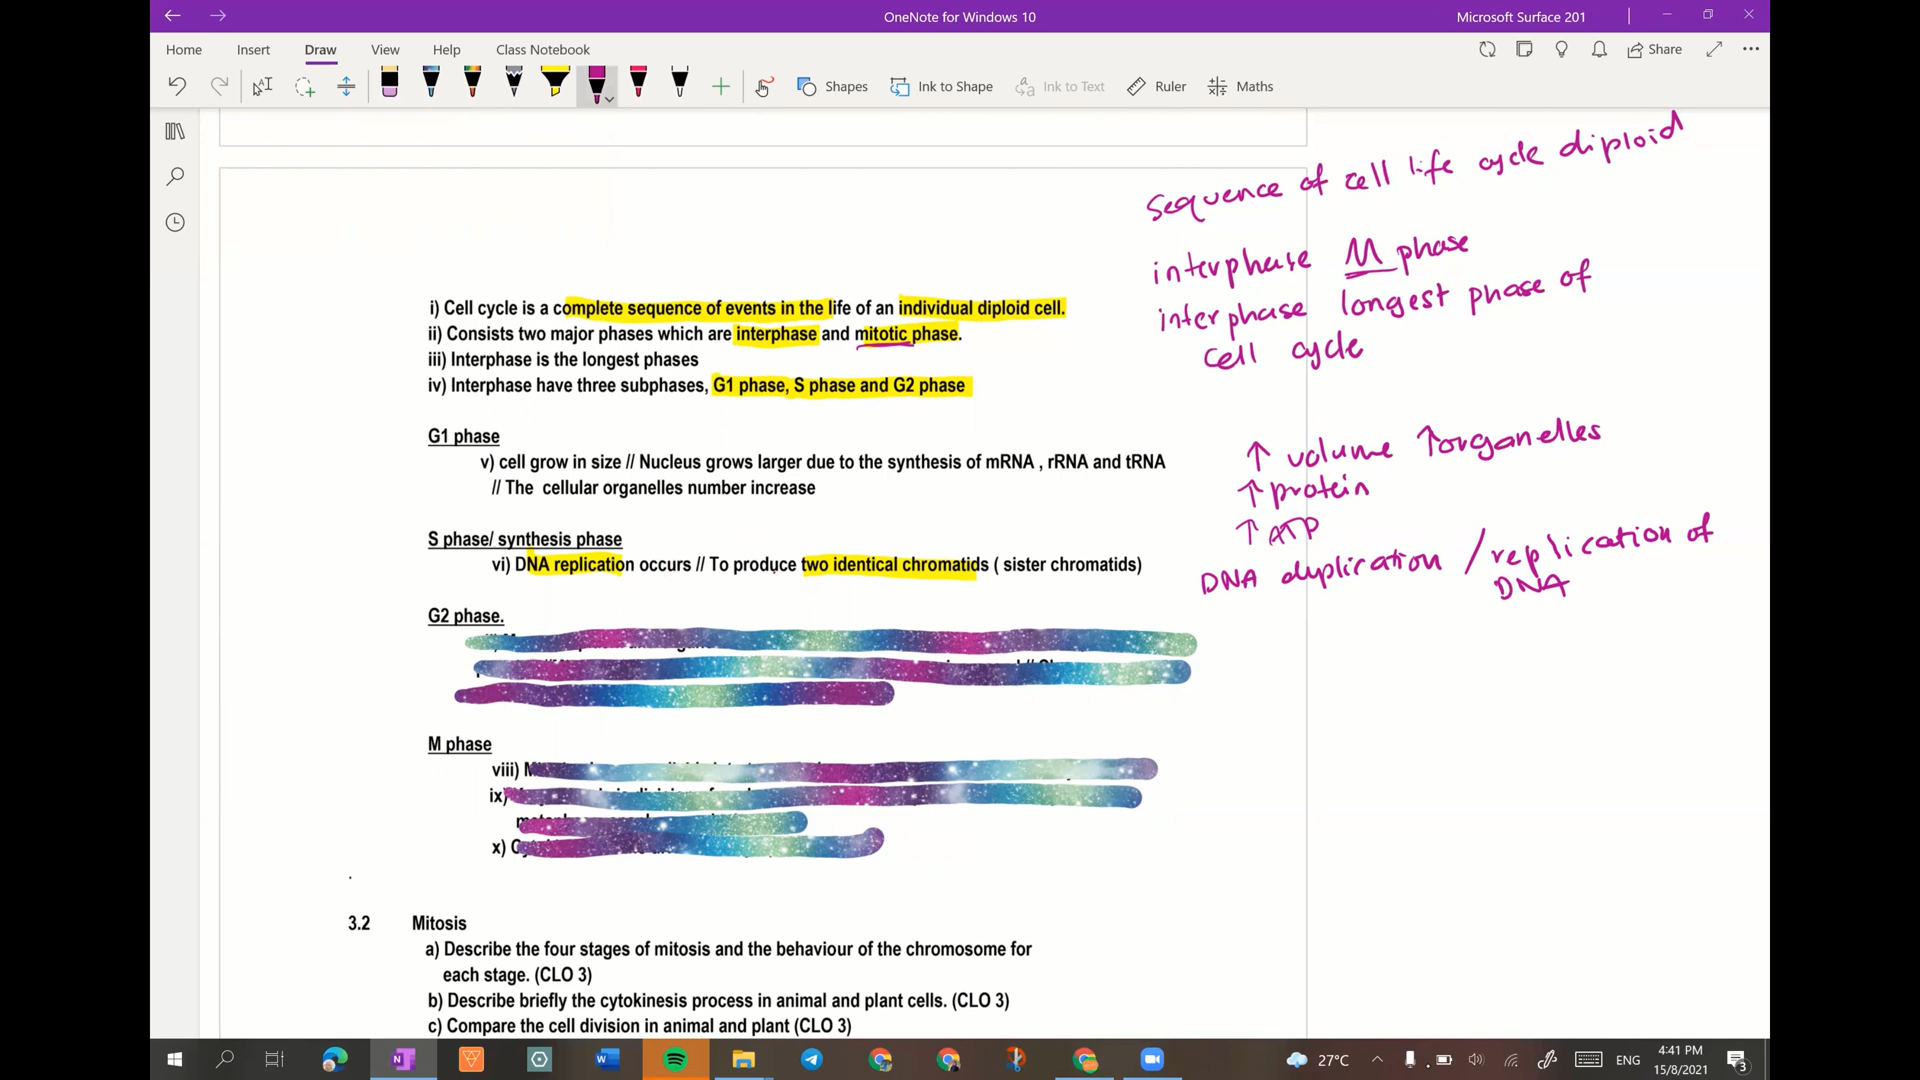 OneNote for Windows 10
Microsoft Surface 201
Home Insert Draw View Help Class Notebook
Share
Shapes Ink to Shape Ink to Text Ruler Maths
sequence of cell life cycle diploid
interphase M phase
interphase longest phase of
cell cycle
i) Cell cycle is a complete sequence of events in the life of an individual diploid cell.
ii) Consists two major phases which are interphase and mitotic phase.
iii) Interphase is the longest phases
iv) Interphase have three subphases, G1 phase, S phase and G2 phase
G1 phase
v) cell grow in size // Nucleus grows larger due to the synthesis of mRNA , rRNA and tRNA
// The cellular organelles number increase
↑ volume ↑organelles
↑ protein
↑ ATP
S phase/ synthesis phase
vi) DNA replication occurs // To produce two identical chromatids ( sister chromatids)
DNA duplication / replication of
DNA
G2 phase.
M phase
viii)
ix)
x)
3.2 Mitosis
a) Describe the four stages of mitosis and the behaviour of the chromosome for
each stage. (CLO 3)
b) Describe briefly the cytokinesis process in animal and plant cells. (CLO 3)
c) Compare the cell division in animal and plant (CLO 3)
27°C
ENG
4:41 PM
15/8/2021
3